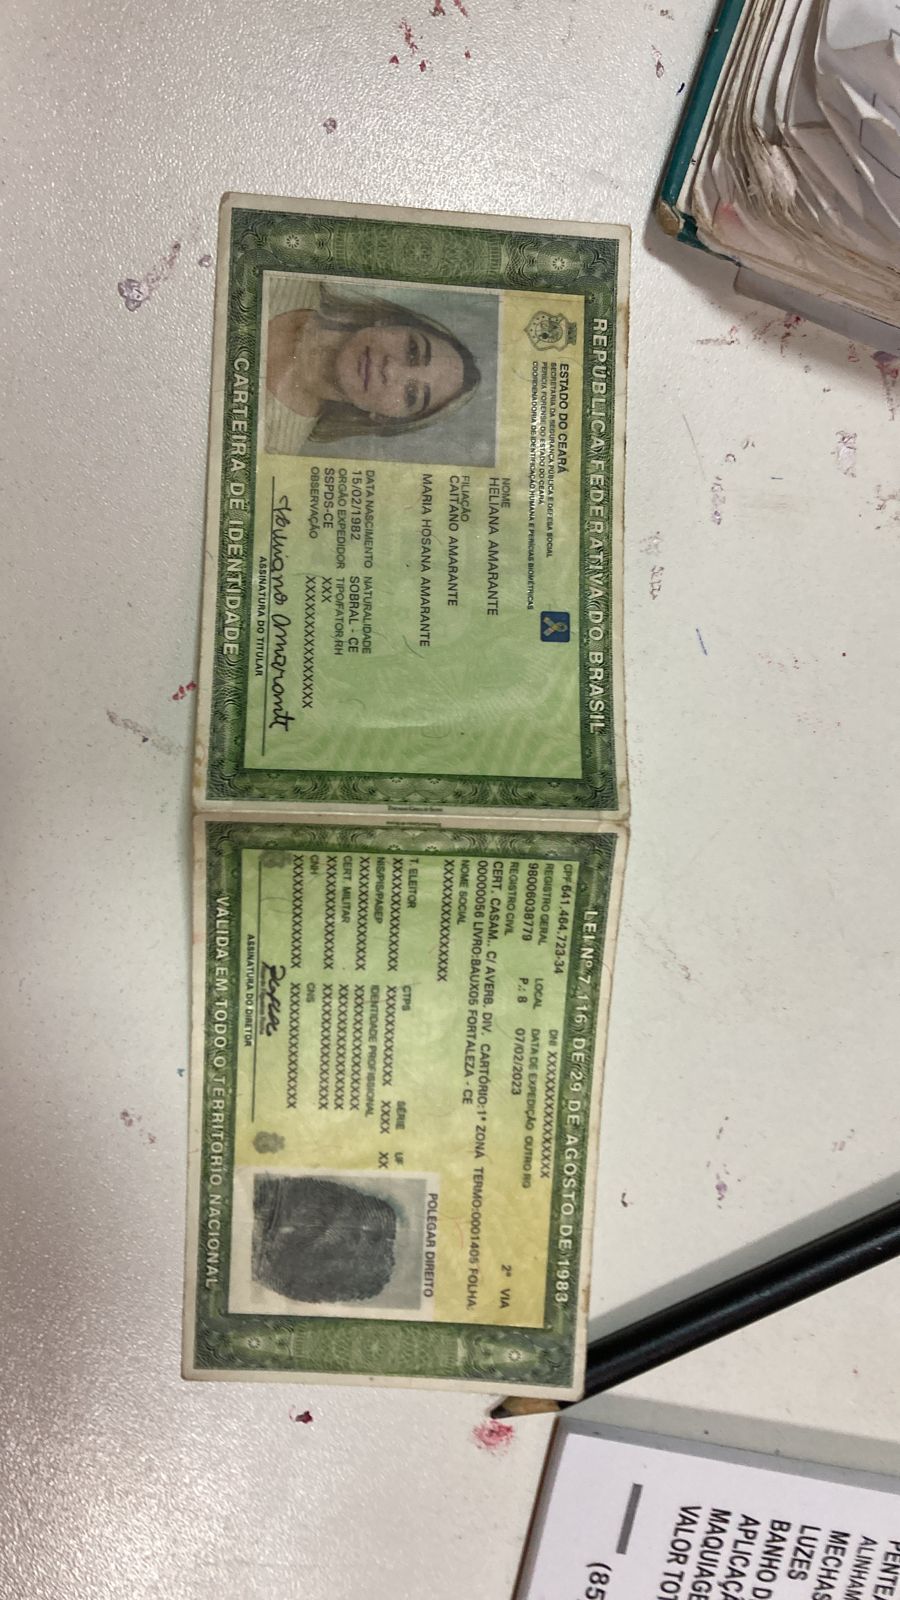 REPÚBLICA FEDERATIVA DO BRASIL
ESTADO DO CEARÁ
SECRETARIA DA SEGURANÇA PÚBLICA E DEFESA SOCIAL
PERÍCIA FORENSE DO ESTADO DO CEARÁ
COORDENADORIA DE IDENTIFICAÇÃO HUMANA E PERÍCIAS BIOMÉTRICAS
NOME
HELIANA AMARANTE
FILIAÇÃO
CAITANO AMARANTE
MARIA HOSANA AMARANTE
DATA NASCIMENTO NATURALIDADE
15/02/1982 SOBRAL - CE
ORGÃO EXPEDIDOR TIPO/FATOR RH
SSPDS-CE XXX
OBSERVAÇÃO XXXXXXXXXXXXXXX
Amarante
ASSINATURA DO TITULAR
CARTEIRA DE IDENTIDADE
LEI Nº 7.116, DE 29 DE AGOSTO DE 1983
CPF 641.464.723-34 DNI XXXXXXXXXXXXXXX
REGISTRO GERAL LOCAL DATA DE EXPEDIÇÃO OUTRO RG
98006038779 P.: 8 07/02/2023
REGISTRO CIVIL 2ª VIA
CERT. CASAM.. C/ AVERB. DIV. CARTÓRIO:1ª ZONA TERMO:0001405 FOLHA:
00000056 LIVRO:BAUX05 FORTALEZA - CE
NOME SOCIAL
XXXXXXXXXXXXXX
POLEGAR DIREITO
T. ELEITOR CTPS SÉRIE UF
XXXXXXXXXXXXX XXXXXXXXXXXX XXXX XX
NIS/PIS/PASEP IDENTIDADE PROFISSIONAL
XXXXXXXXXXXXX XXXXXXXXXXXXXXX
CERT. MILITAR XXXXXXXXXXXXXXX
XXXXXXXXXXXXX XXXXXXXXXXXXXXX
CNH CNS
XXXXXXXXXXXXX XXXXXXXXXXXXXXX
ASSINATURA DO DIRETOR
VÁLIDA EM TODO O TERRITÓRIO NACIONAL
PENTEA
ALINHAM
MECHAS
LUZES
BANHO D
APLICAÇÃ
MAQUIAGE
VALOR TOT
(85